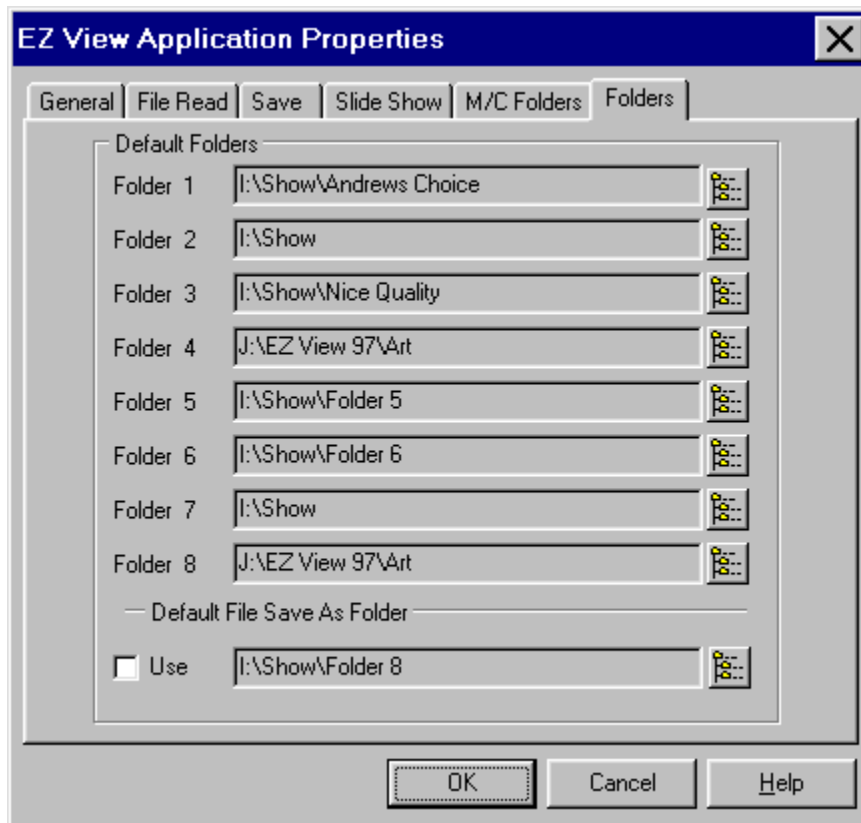 EZ View Application Properties
General File Read Save Slide Show M/C Folders Folders
Default Folders
Folder 1 I:\Show\Andrews Choice
Folder 2 I:\Show
Folder 3 I:\Show\Nice Quality
Folder 4 J:\EZ View 97\Art
Folder 5 I:\Show\Folder 5
Folder 6 I:\Show\Folder 6
Folder 7 I:\Show
Folder 8 J:\EZ View 97\Art
Default File Save As Folder
Use I:\Show\Folder 8
OK Cancel Help